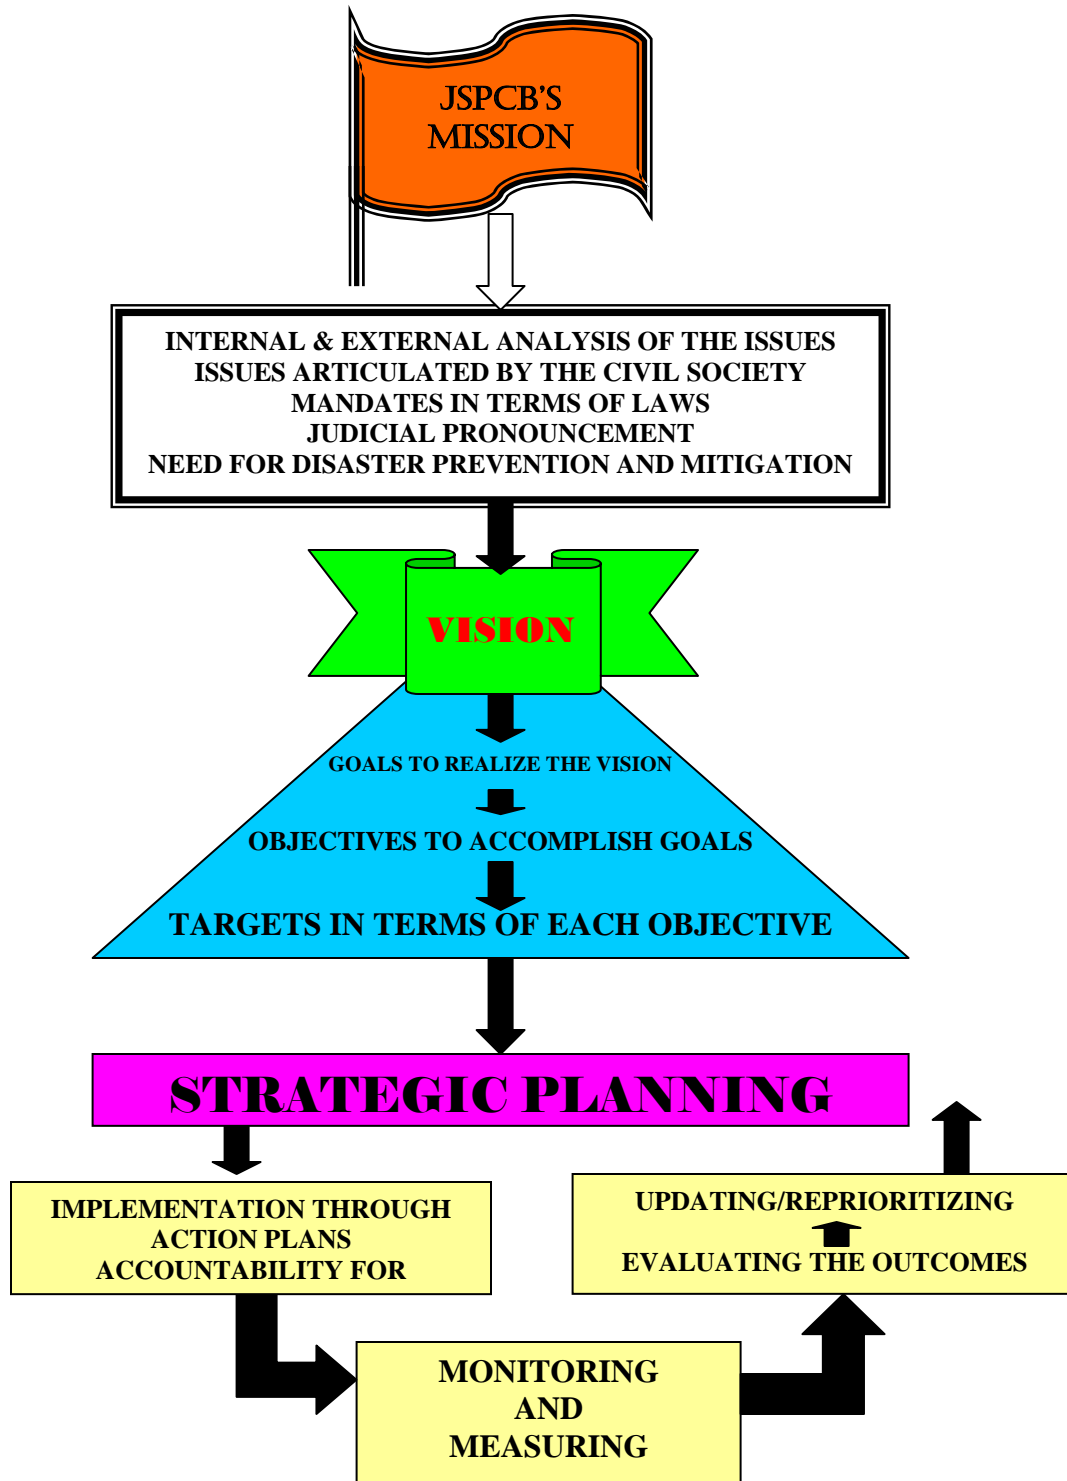 JSPCB'S
MISSION
INTERNAL & EXTERNAL ANALYSIS OF THE ISSUES
ISSUES ARTICULATED BY THE CIVIL SOCIETY
MANDATES IN TERMS OF LAWS
JUDICIAL PRONOUNCEMENT
NEED FOR DISASTER PREVENTION AND MITIGATION
VISION
GOALS TO REALIZE THE VISION
OBJECTIVES TO ACCOMPLISH GOALS
TARGETS IN TERMS OF EACH OBJECTIVE
STRATEGIC PLANNING
IMPLEMENTATION THROUGH
ACTION PLANS
ACCOUNTABILITY FOR
UPDATING/REPRIORITIZING
EVALUATING THE OUTCOMES
MONITORING
AND
MEASURING